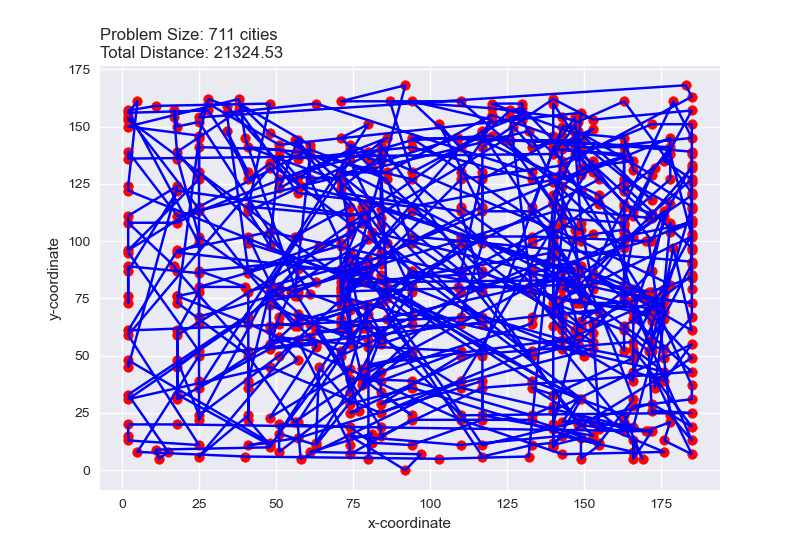 Problem Size: 711 cities
Total Distance: 21324.53
175
150
125
100
75
50
25
0
y-coordinate
0 25 50 75 100 125 150 175
x-coordinate